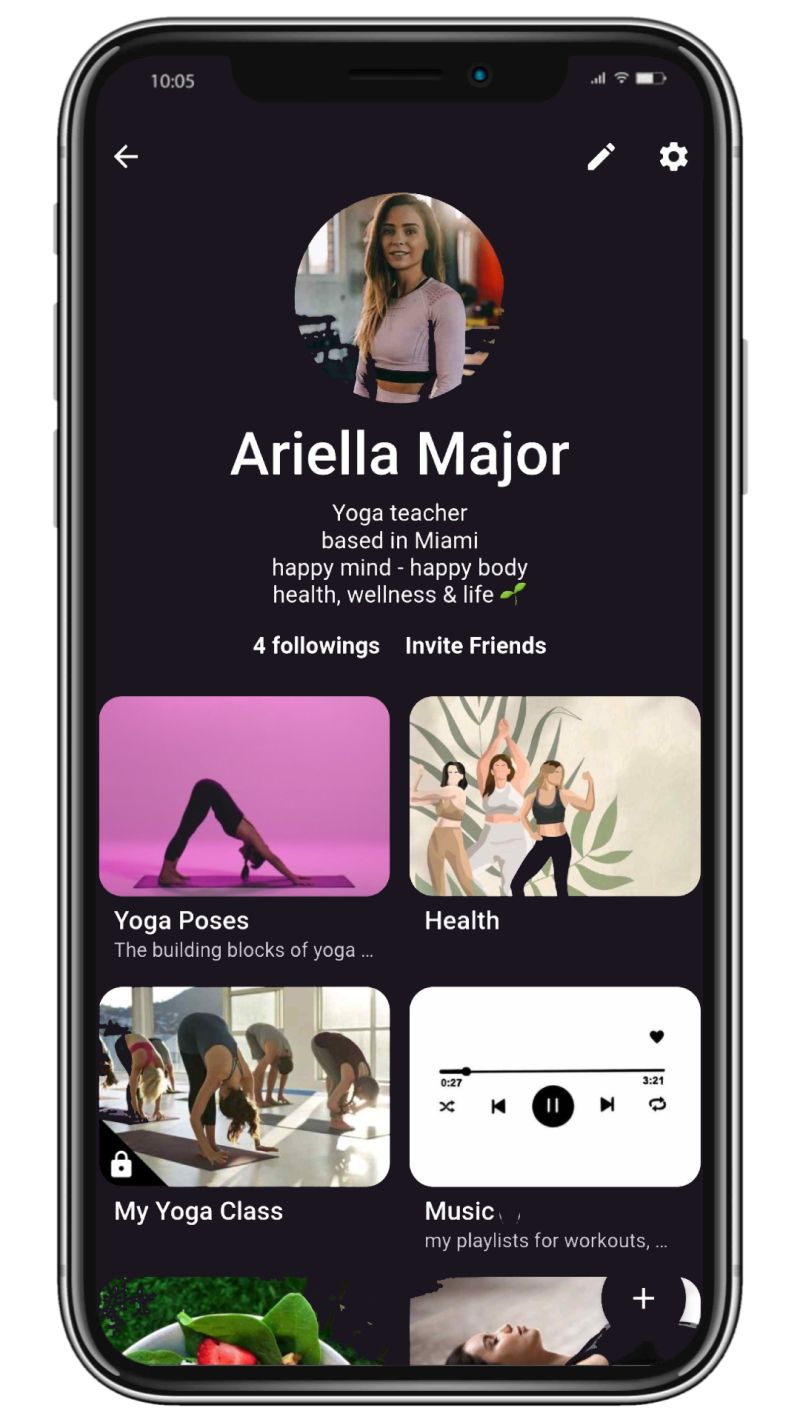 10:05
Ariella Major
Yoga teacher
based in Miami
happy mind - happy body
health, wellness & life 🌱
4 followings Invite Friends
Yoga Poses
The building blocks of yoga ...
Health
My Yoga Class
0:27
3:21
Music
my playlists for workouts, ...